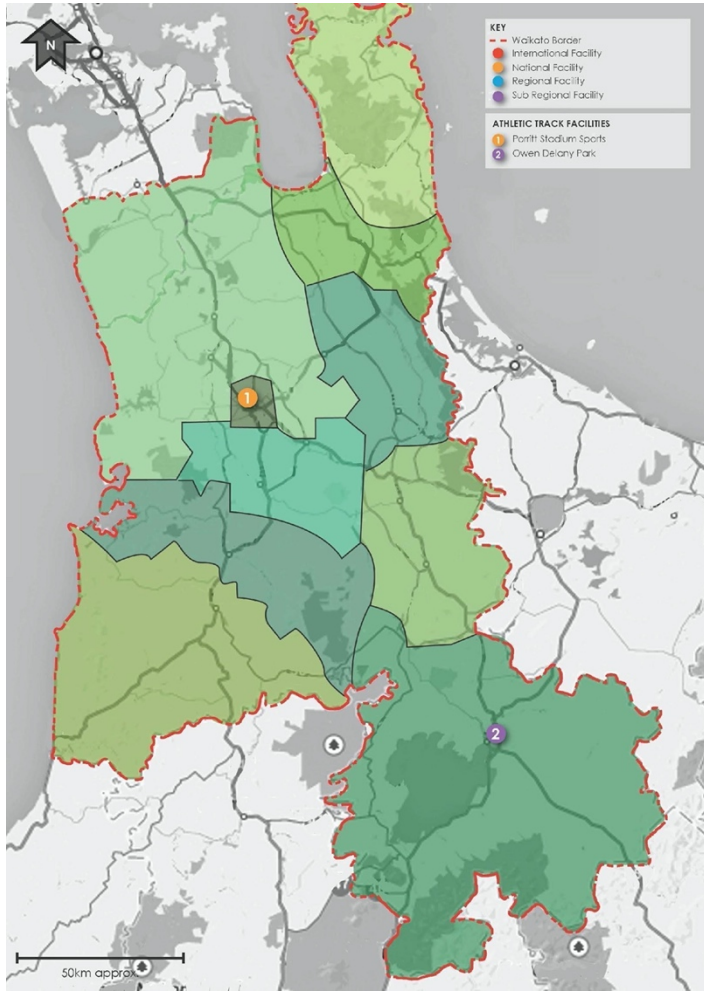 N
KEY
Waikato Border
International Facility
National Facility
Regional Facility
Sub Regional Facility
ATHLETIC TRACK FACILITIES
1 Porritt Stadium Sports
2 Owen Delany Park
1
2
50km approx.